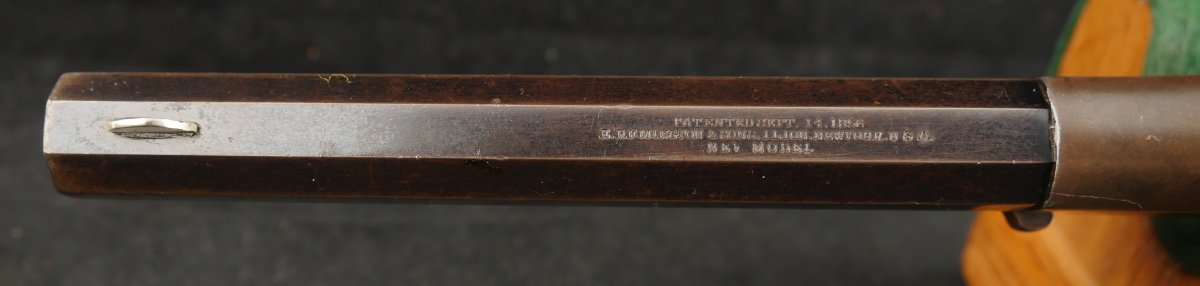 PATENTED SEPT. 14, 1858
E. REMINGTON & SONS, ILION, NEW YORK, U.S.A.
NEW MODEL